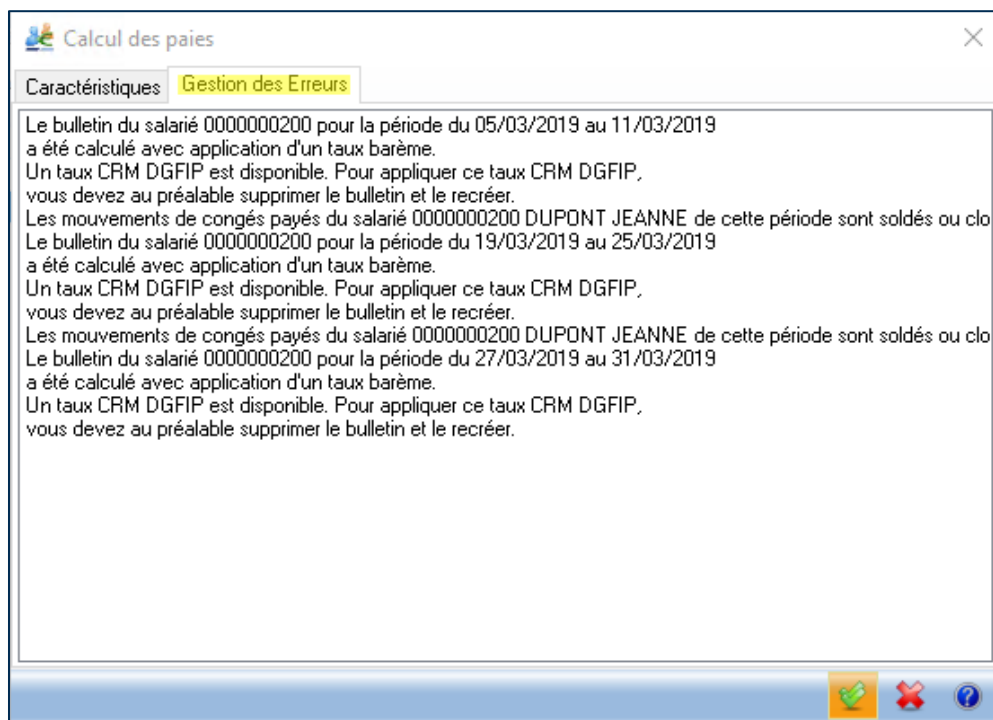 Calcul des paies
Caractéristiques Gestion des Erreurs
Le bulletin du salarié 0000000200 pour la période du 05/03/2019 au 11/03/2019
a été calculé avec application d'un taux barème.
Un taux CRM DGFIP est disponible. Pour appliquer ce taux CRM DGFIP,
vous devez au préalable supprimer le bulletin et le recréer.
Les mouvements de congés payés du salarié 0000000200 DUPONT JEANNE de cette période sont soldés ou clo
Le bulletin du salarié 0000000200 pour la période du 19/03/2019 au 25/03/2019
a été calculé avec application d'un taux barème.
Un taux CRM DGFIP est disponible. Pour appliquer ce taux CRM DGFIP,
vous devez au préalable supprimer le bulletin et le recréer.
Les mouvements de congés payés du salarié 0000000200 DUPONT JEANNE de cette période sont soldés ou clo
Le bulletin du salarié 0000000200 pour la période du 27/03/2019 au 31/03/2019
a été calculé avec application d'un taux barème.
Un taux CRM DGFIP est disponible. Pour appliquer ce taux CRM DGFIP,
vous devez au préalable supprimer le bulletin et le recréer.